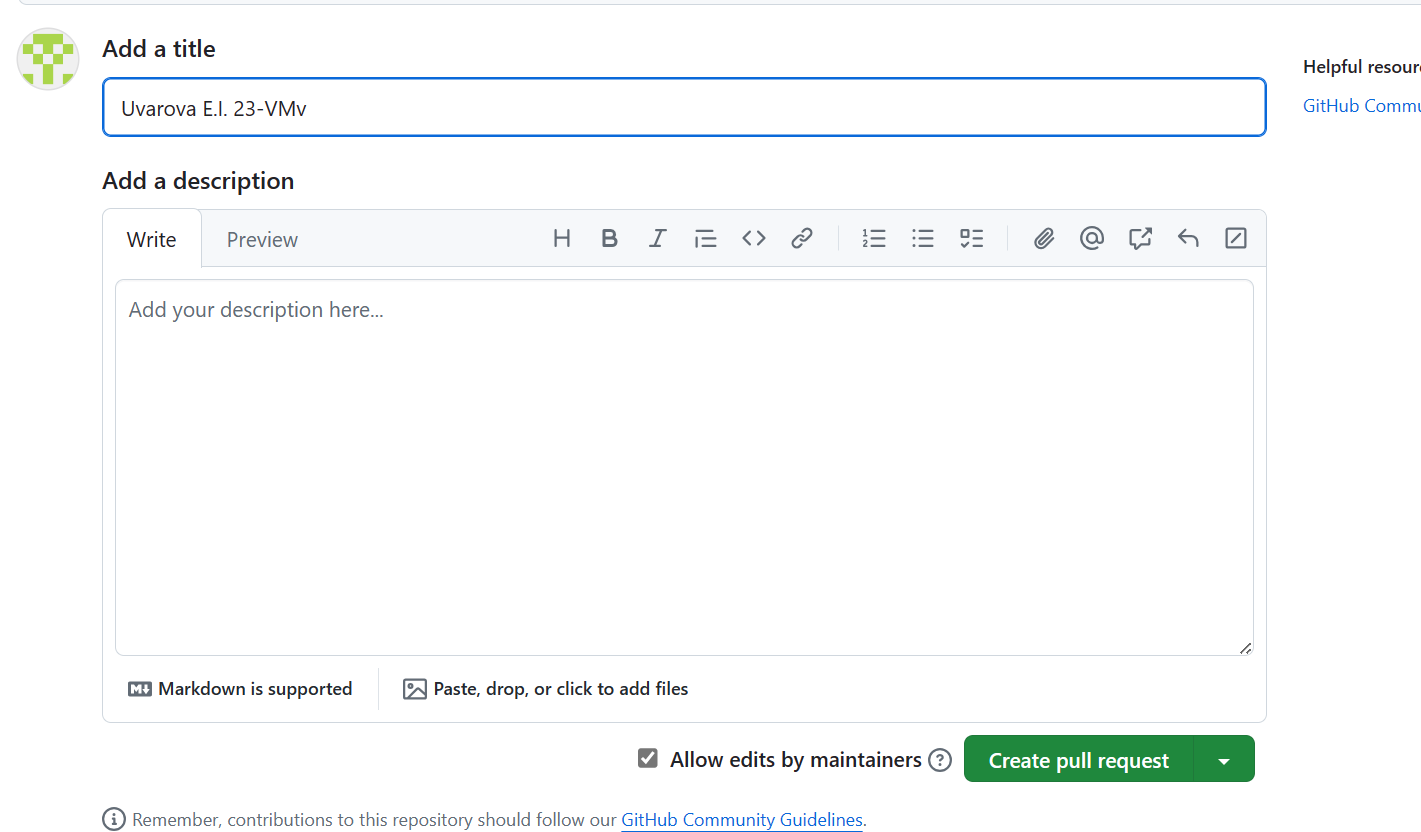 Add a title
Helpful resour
Uvarova E.I. 23-VMv
GitHub Commu
Add a description
Write Preview
Add your description here...
Markdown is supported Paste, drop, or click to add files
Allow edits by maintainers Create pull request
Remember, contributions to this repository should follow our GitHub Community Guidelines.